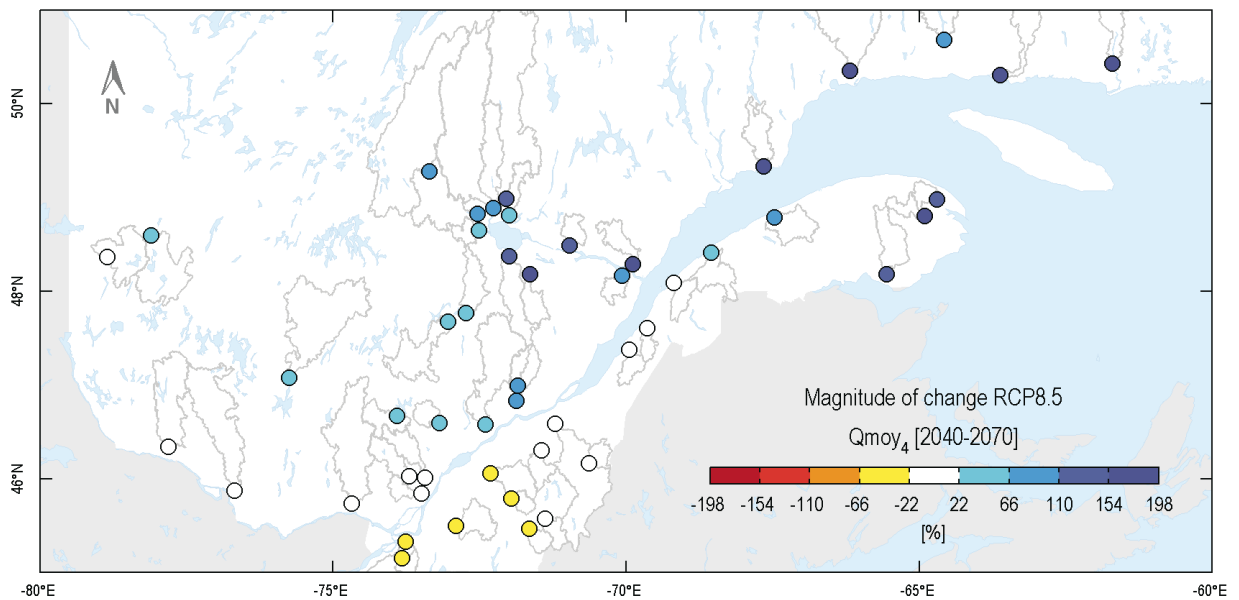 50°N
48°N
46°N
N
Magnitude of change RCP8.5
Qmoy4 [2040-2070]
-198 -154 -110 -66 -22 22 66 110 154 198
[%]
-80°E -75°E -70°E -65°E -60°E